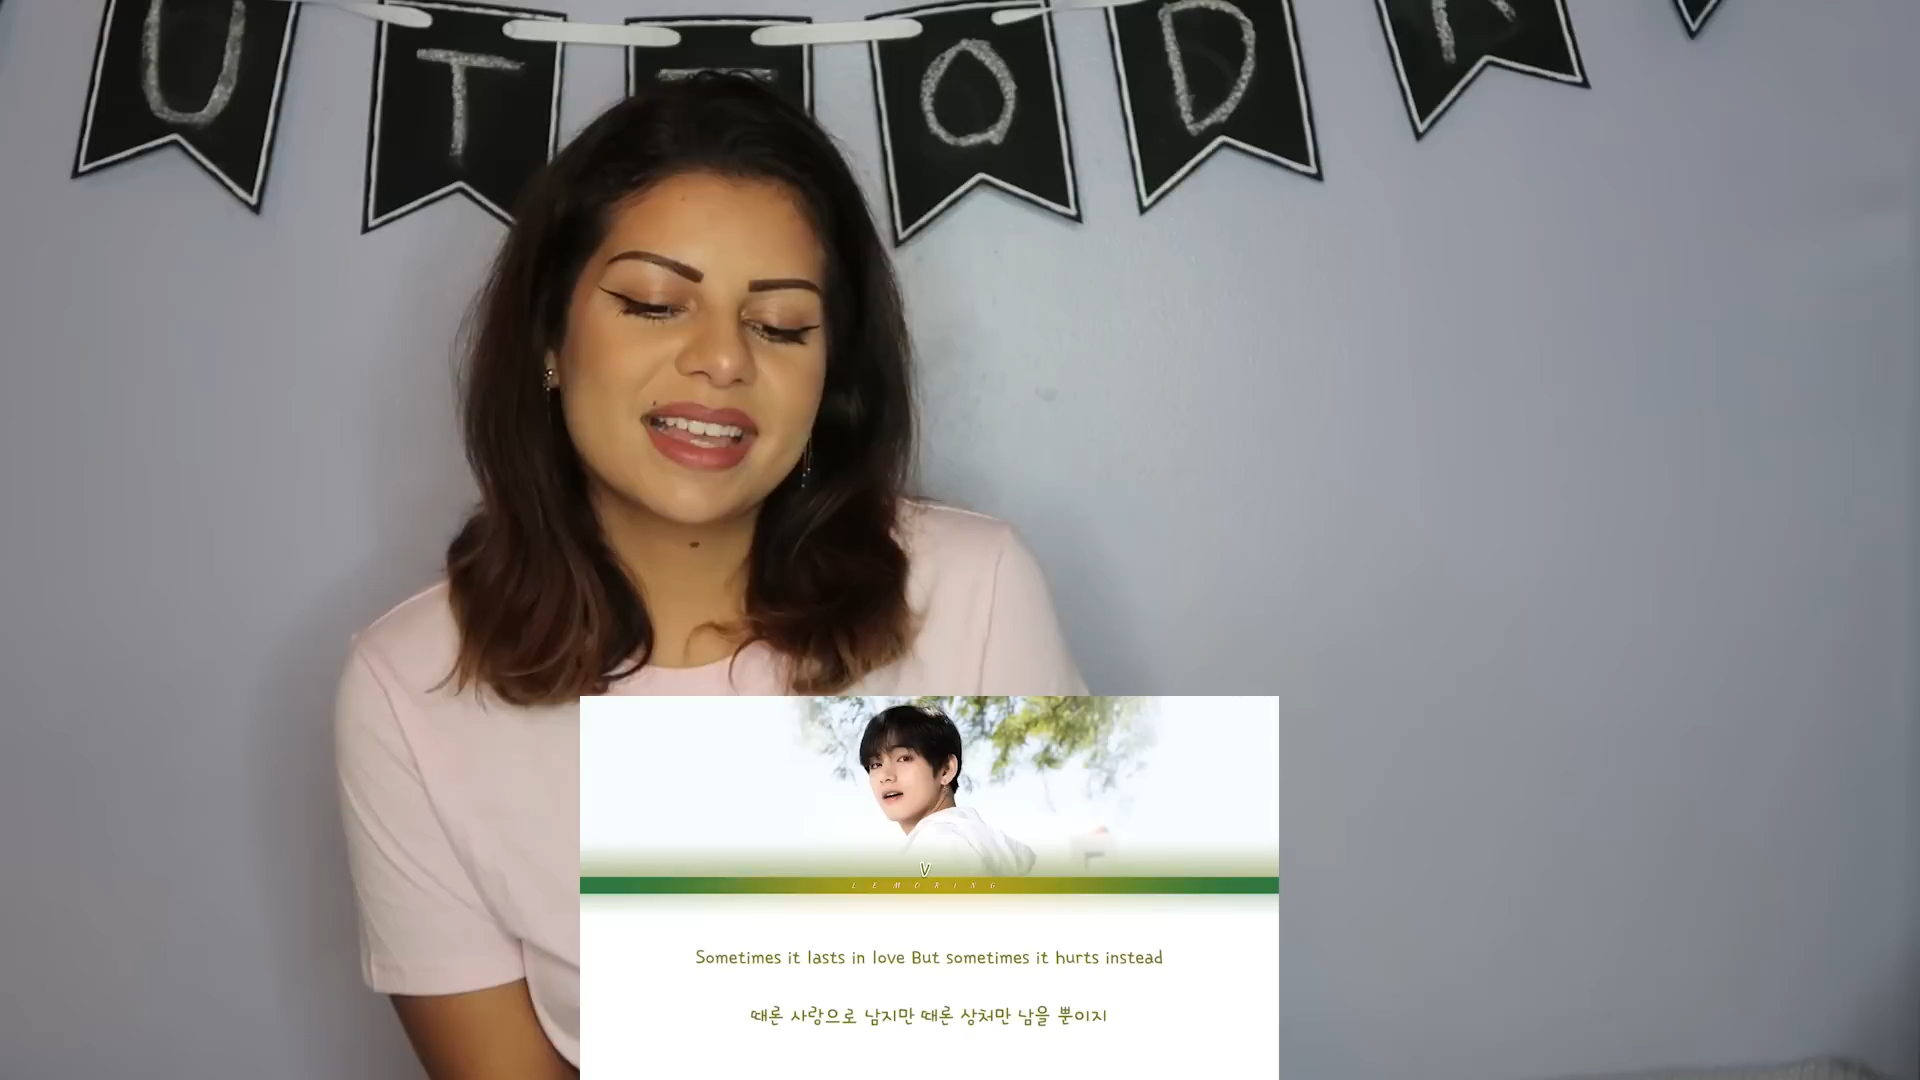 U T T O D A
V
LEMORING
Sometimes it lasts in love But sometimes it hurts instead
때론 사랑으로 남지만 때론 상처만 남을 뿐이지